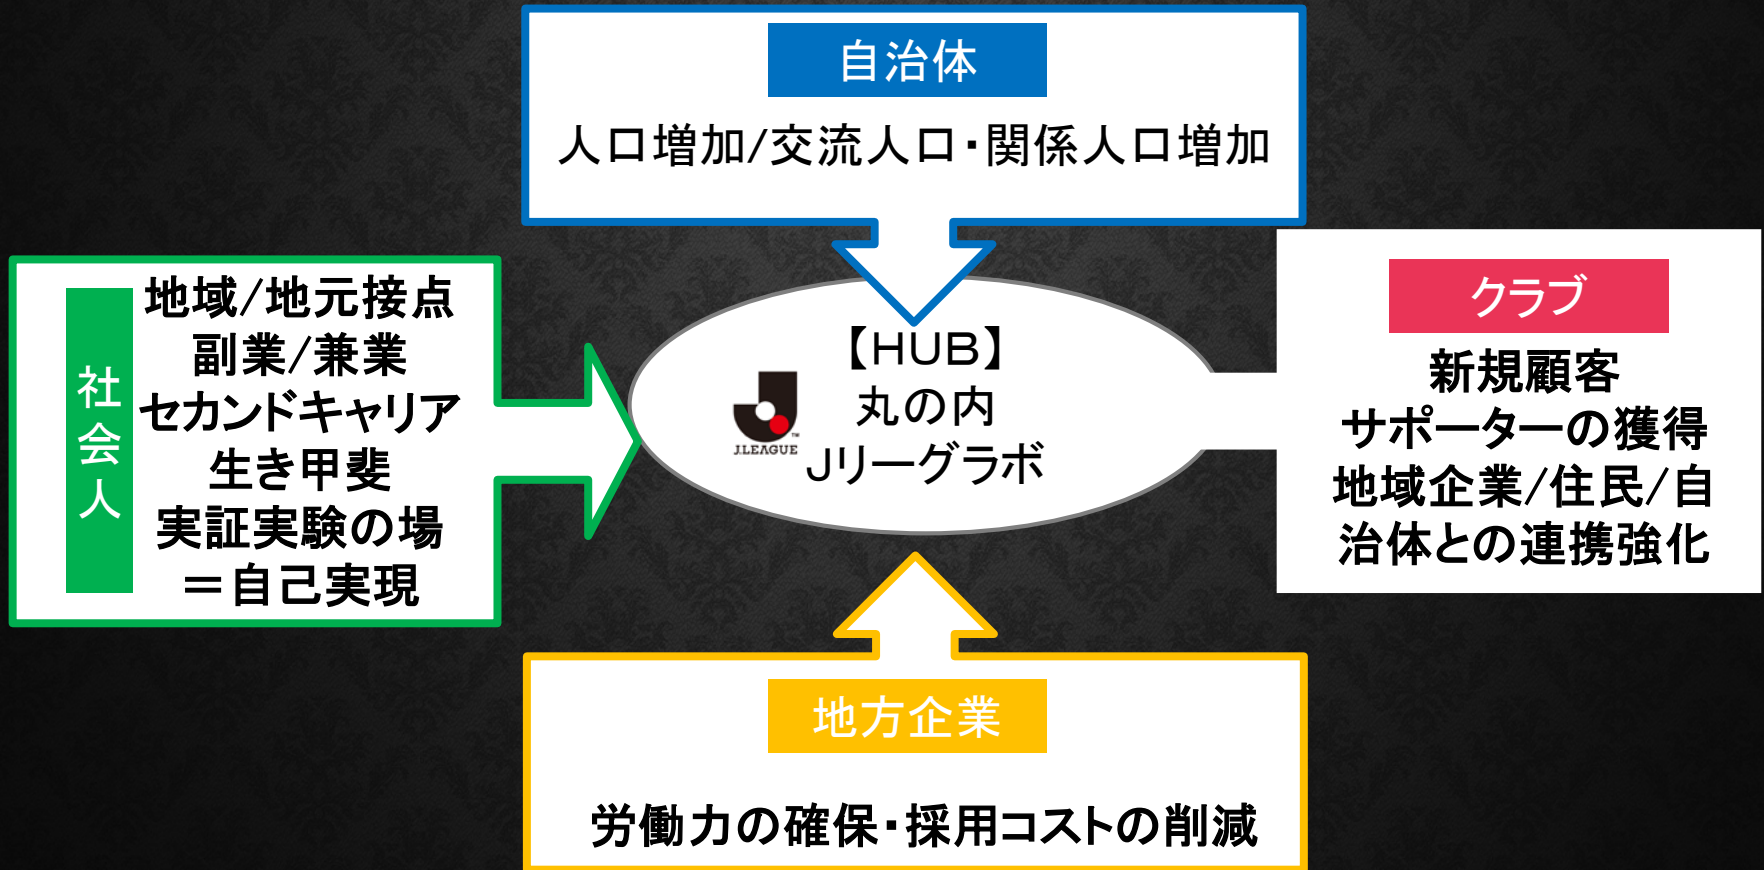 自治体
人口増加/交流人口・関係人口増加
社会人
地域/地元接点
副業/兼業
セカンドキャリア
生き甲斐
実証実験の場
＝自己実現
【HUB】
丸の内
Jリーグラボ
J.LEAGUE
TM
クラブ
新規顧客
サポーターの獲得
地域企業/住民/自
治体との連携強化
地方企業
労働力の確保・採用コストの削減